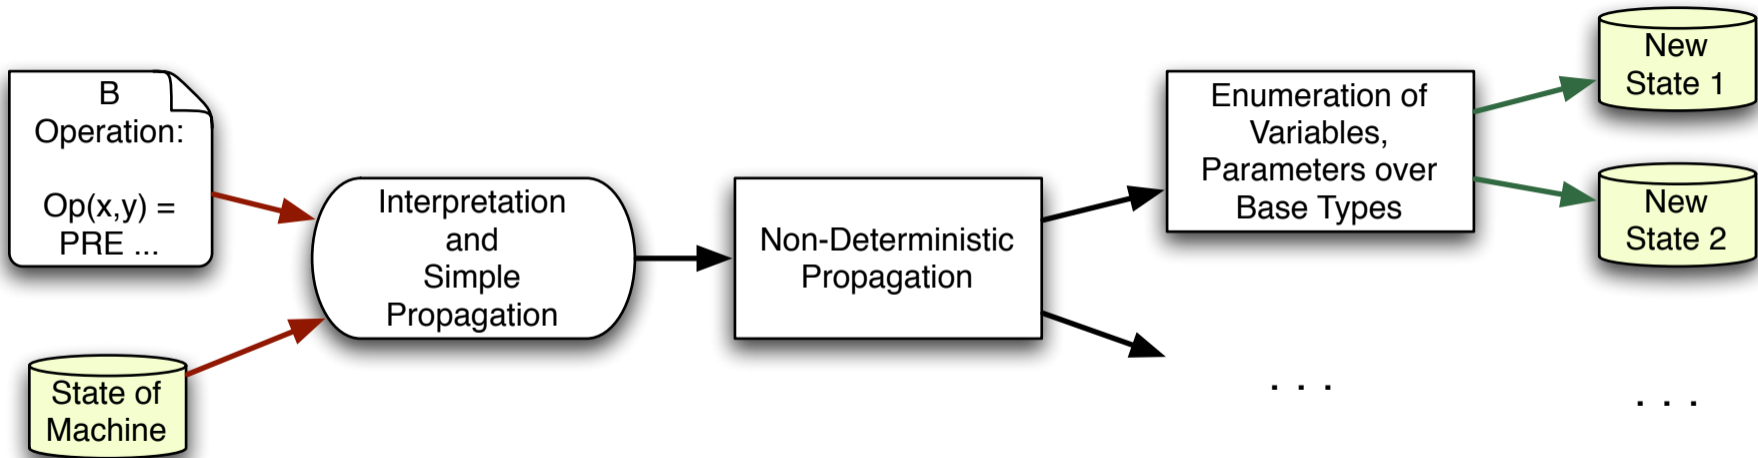 B
Operation:
Op(x,y) =
PRE ...
State of
Machine
Interpretation
and
Simple
Propagation
Non-Deterministic
Propagation
Enumeration of
Variables,
Parameters over
Base Types
. . .
New
State 1
New
State 2
. . .